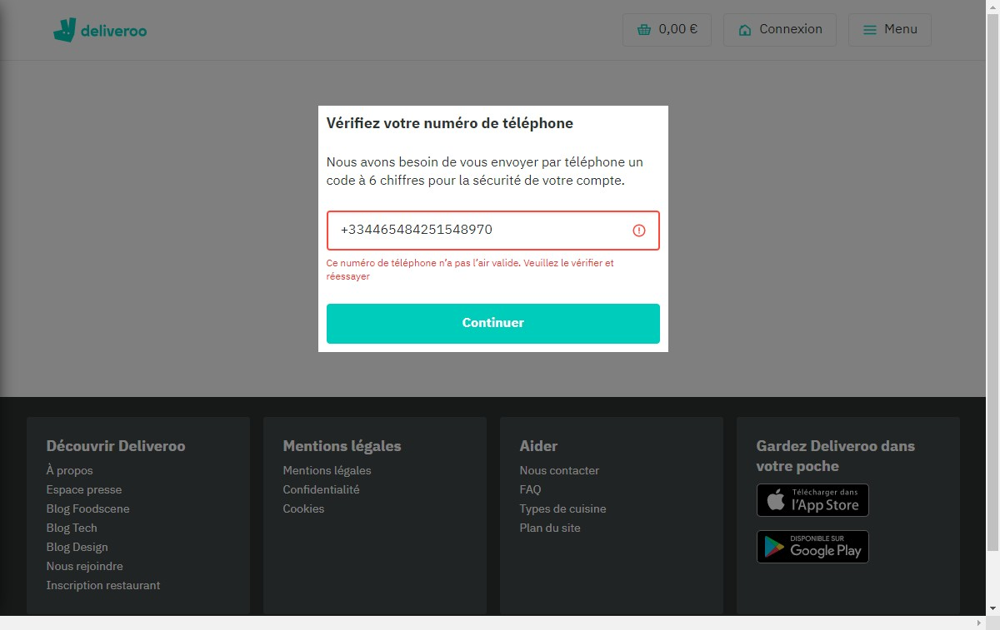 deliveroo
0,00 €
Connexion
Menu
Vérifiez votre numéro de téléphone
Nous avons besoin de vous envoyer par téléphone un
code à 6 chiffres pour la sécurité de votre compte.
+334465484251548970
Ce numéro de téléphone n’a pas l’air valide. Veuillez le vérifier et
réessayer
Continuer
Découvrir Deliveroo
À propos
Espace presse
Blog Foodscene
Blog Tech
Blog Design
Nous rejoindre
Inscription restaurant
Mentions légales
Mentions légales
Confidentialité
Cookies
Aider
Nous contacter
FAQ
Types de cuisine
Plan du site
Gardez Deliveroo dans
votre poche
Télécharger dans
l’App Store
DISPONIBLE SUR
Google Play